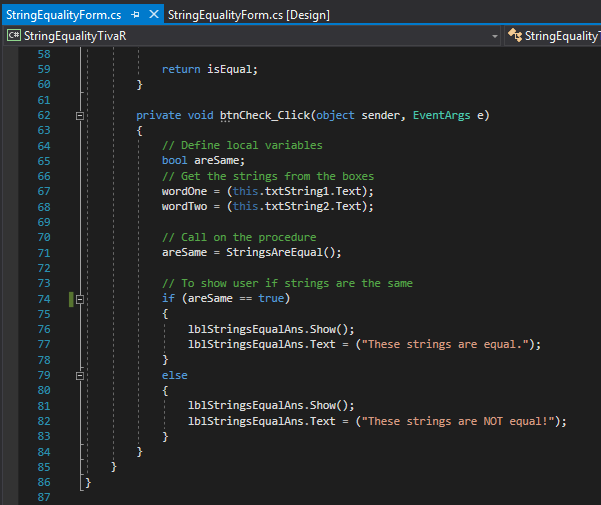 StringEqualityForm.cs StringEqualityForm.cs [Design]
C# StringEqualityTivaR StringEqualityT
58
59 return isEqual;
60 }
61
62 private void btnCheck_Click(object sender, EventArgs e)
63 {
64 // Define local variables
65 bool areSame;
66 // Get the strings from the boxes
67 wordOne = (this.txtString1.Text);
68 wordTwo = (this.txtString2.Text);
69
70 // Call on the procedure
71 areSame = StringsAreEqual();
72
73 // To show user if strings are the same
74 if (areSame == true)
75 {
76 lblStringsEqualAns.Show();
77 lblStringsEqualAns.Text = ("These strings are equal.");
78 }
79 else
80 {
81 lblStringsEqualAns.Show();
82 lblStringsEqualAns.Text = ("These strings are NOT equal!");
83 }
84 }
85 }
86 }
87